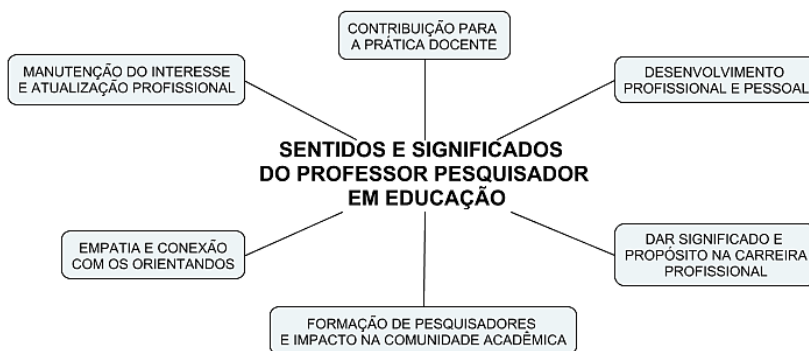 CONTRIBUIÇÃO PARA
A PRÁTICA DOCENTE
MANUTENÇÃO DO INTERESSE
E ATUALIZAÇÃO PROFISSIONAL
DESENVOLVIMENTO
PROFISSIONAL E PESSOAL
SENTIDOS E SIGNIFICADOS
DO PROFESSOR PESQUISADOR
EM EDUCAÇÃO
EMPATIA E CONEXÃO
COM OS ORIENTANDOS
DAR SIGNIFICADO E
PROPÓSITO NA CARREIRA
PROFISSIONAL
FORMAÇÃO DE PESQUISADORES
E IMPACTO NA COMUNIDADE ACADÊMICA